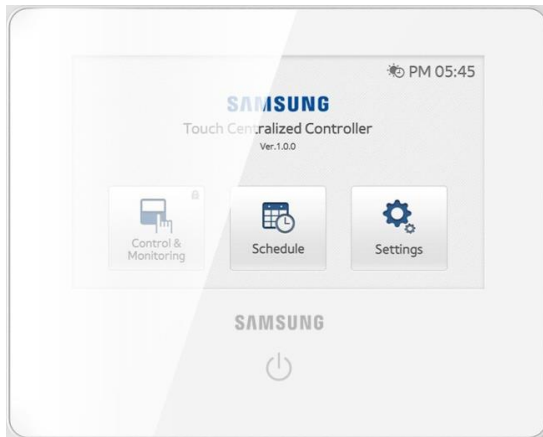 PM 05:45
SAMSUNG
Touch Centralized Controller
Ver.1.0.0
Control &
Monitoring
Schedule
Settings
SAMSUNG